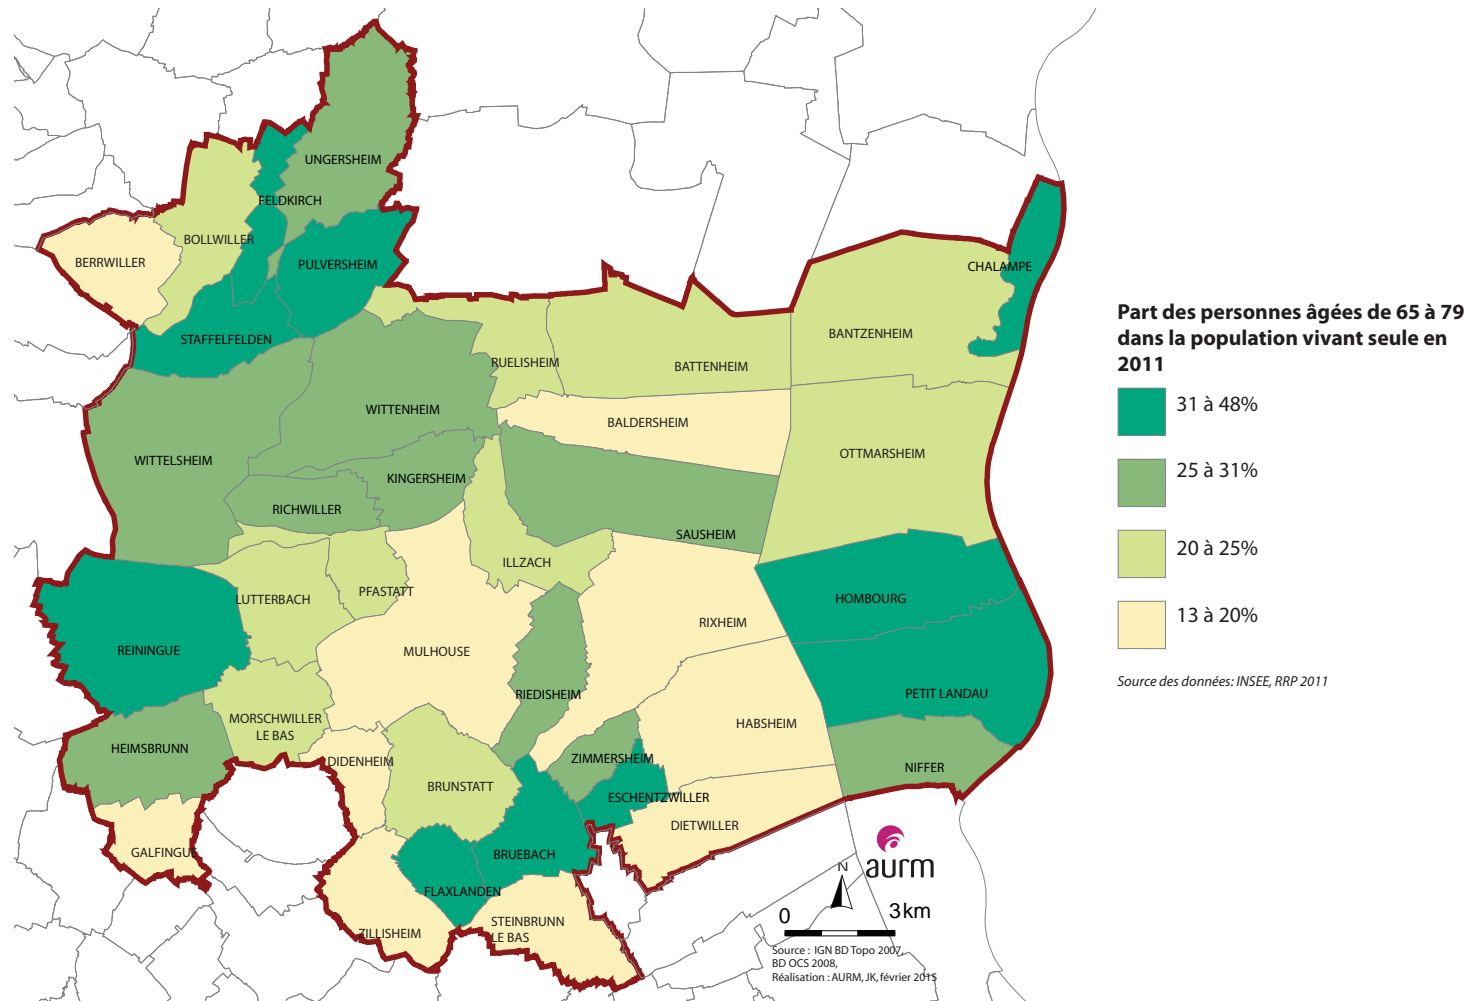 UNGERSHEIM
FELDKIRCH
BOLLWILLER
BERRWILLER
PULVERSHEIM
CHALAMPE
STAFFELFELDEN
BANTZENHEIM
RUELISHEIM
BATTENHEIM
WITTENHEIM
BALDERSHEIM
OTTMARSHEIM
WITTELSHEIM
KINGERSHEIM
RICHWILLER
SAUSHEIM
ILLZACH
PFASTATT
LUTTERBACH
HOMBOURG
RIXHEIM
REININGUE
MULHOUSE
RIEDISHEIM
PETIT LANDAU
MORSCHWILLER
LE BAS
HABSHEIM
HEIMSBRUNN
DIDENHEIM
ZIMMERSHEIM
NIFFER
BRUNSTATT
ESCHENTZWILLER
DIETWILLER
GALFINGUE
BRUEBACH
FLAXLANDEN
ZILLISHEIM
STEINBRUNN
LE BAS
Part des personnes âgées de 65 à 79
dans la population vivant seule en
2011
31 à 48%
25 à 31%
20 à 25%
13 à 20%
Source des données: INSEE, RRP 2011
aurm
N
0 3 km
Source : IGN BD Topo 2007,
BD OCS 2008,
Réalisation : AURM, JK, février 2015